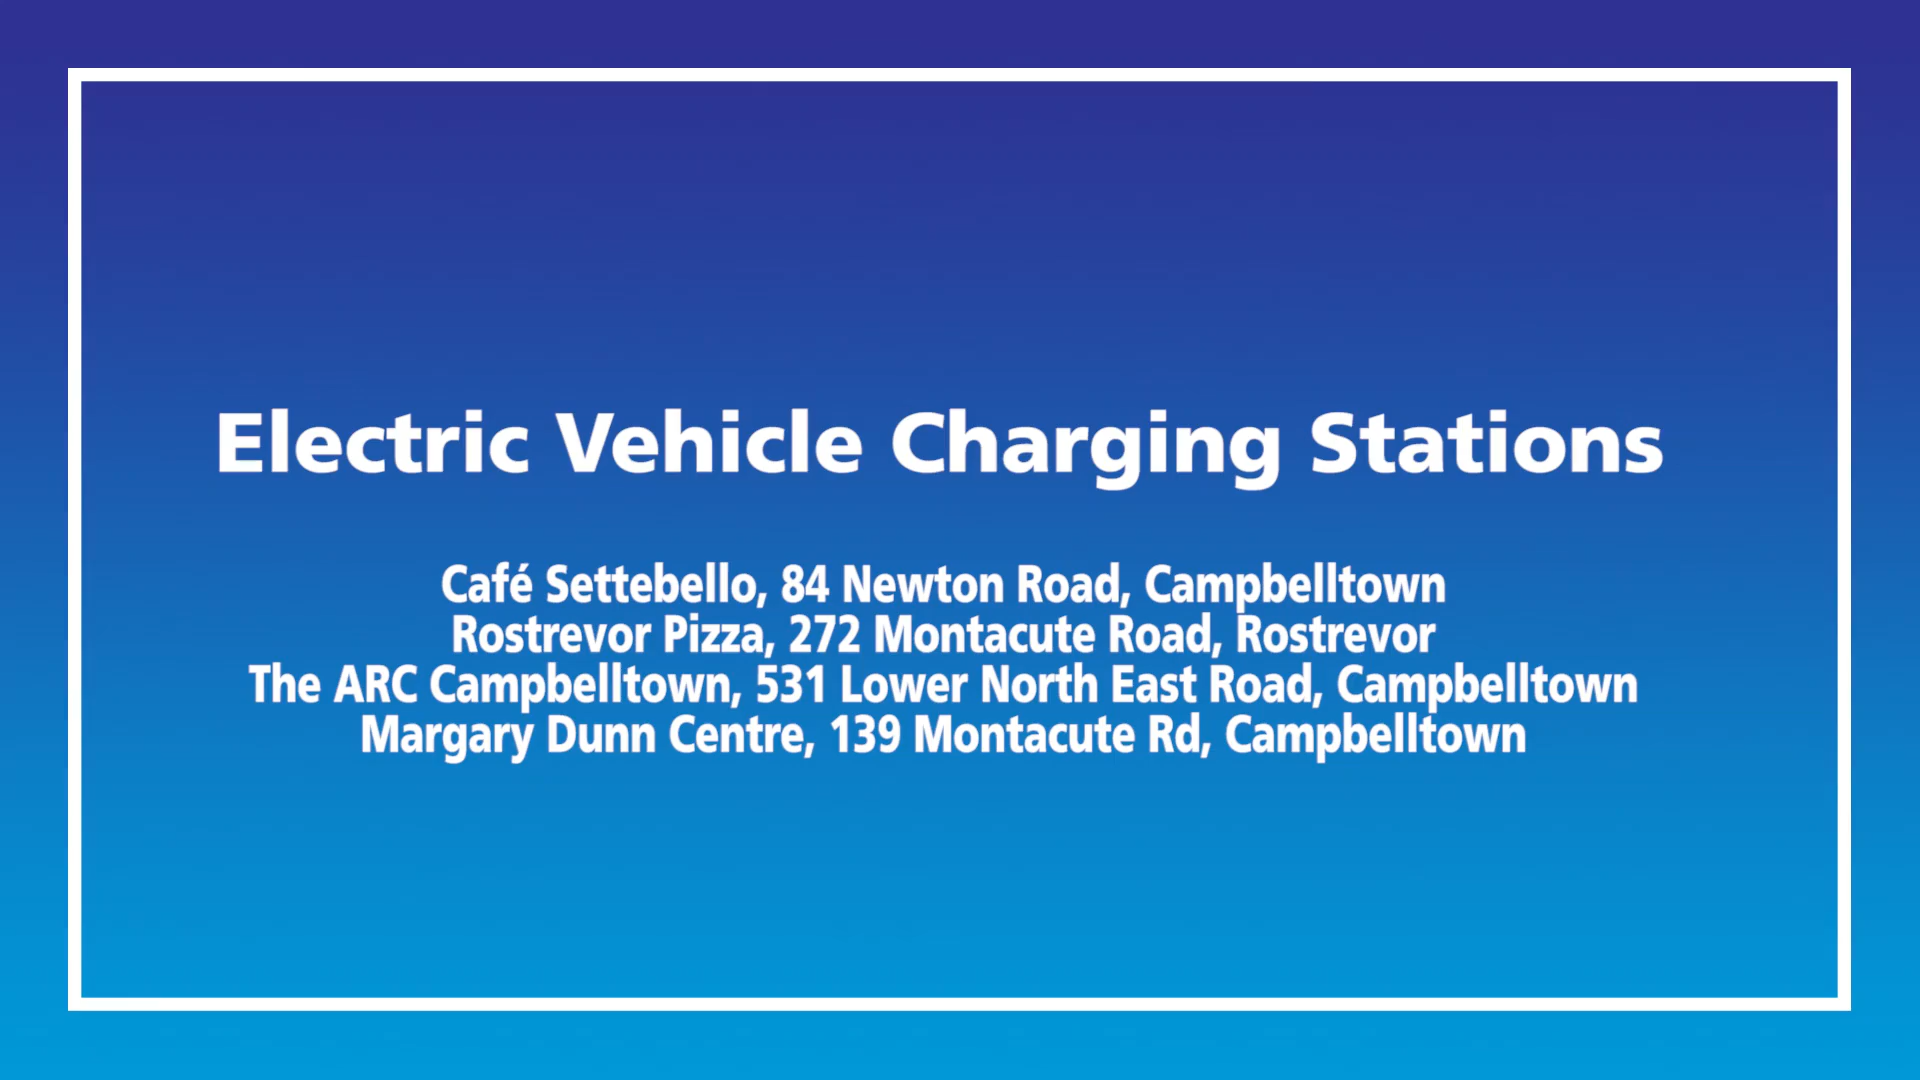 Electric Vehicle Charging Stations
Café Settebello, 84 Newton Road, Campbelltown
Rostrevor Pizza, 272 Montacute Road, Rostrevor
The ARC Campbelltown, 531 Lower North East Road, Campbelltown
Margary Dunn Centre, 139 Montacute Rd, Campbelltown